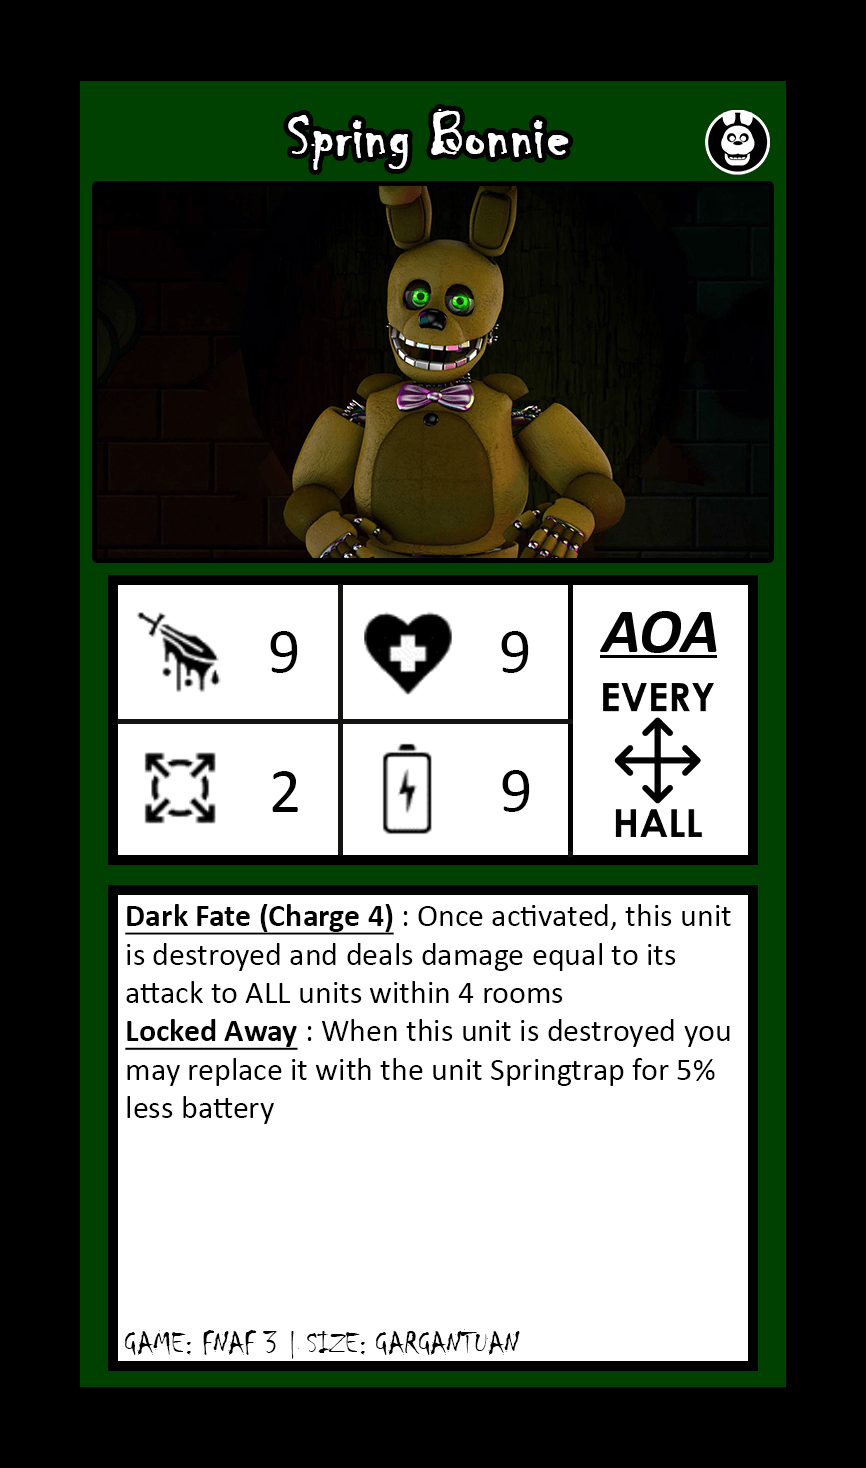 Spring Bonnie
9
9
AOA
EVERY
HALL
2
9
Dark Fate (Charge 4) : Once activated, this unit
is destroyed and deals damage equal to its
attack to ALL units within 4 rooms
Locked Away : When this unit is destroyed you
may replace it with the unit Springtrap for 5%
less battery
GAME: FNAF 3 | SIZE: GARGANTUAN